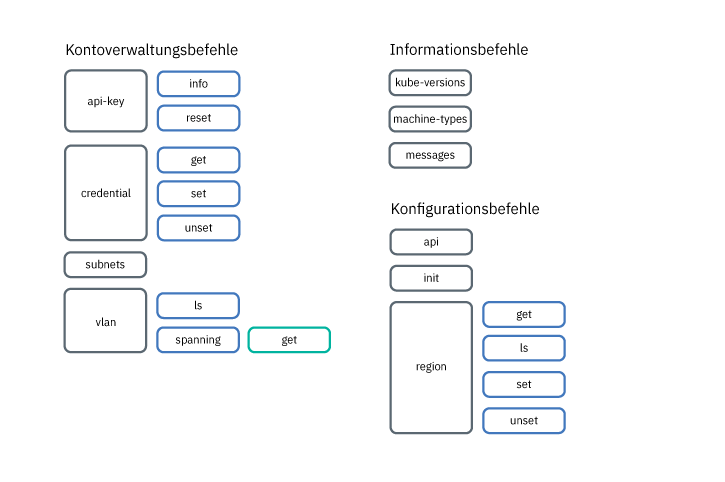 Kontoverwaltungsbefehle
api-key
info
reset
credential
get
set
unset
subnets
vlan
ls
spanning
get
Informationsbefehle
kube-versions
machine-types
messages
Konfigurationsbefehle
api
init
region
get
ls
set
unset